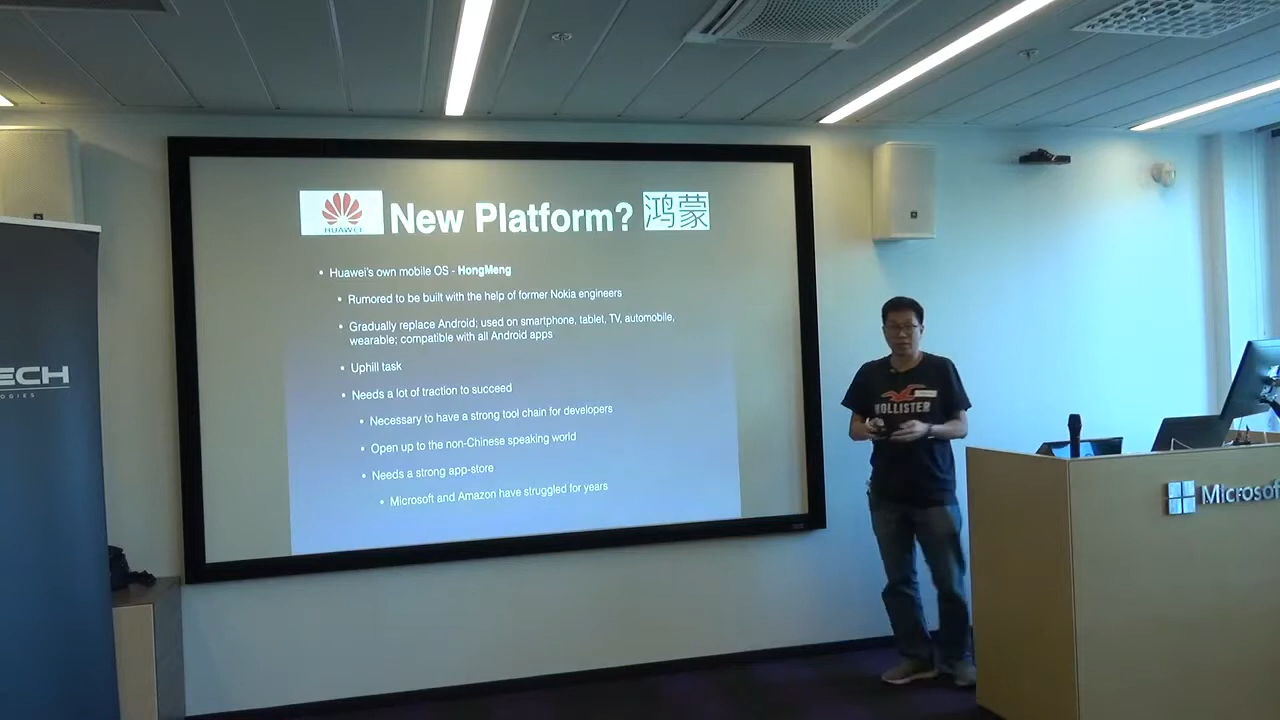 HUAWEI
New Platform?
鸿蒙
• Huawei's own mobile OS - HongMeng
• Rumored to be built with the help of former Nokia engineers
• Gradually replace Android; used on smartphone, tablet, TV, automobile,
wearable; compatible with all Android apps
• Uphill task
• Needs a lot of traction to succeed
• Necessary to have a strong tool chain for developers
• Open up to the non-Chinese speaking world
• Needs a strong app-store
• Microsoft and Amazon have struggled for years
ECH
OGIES
HOLLISTER
Microsof